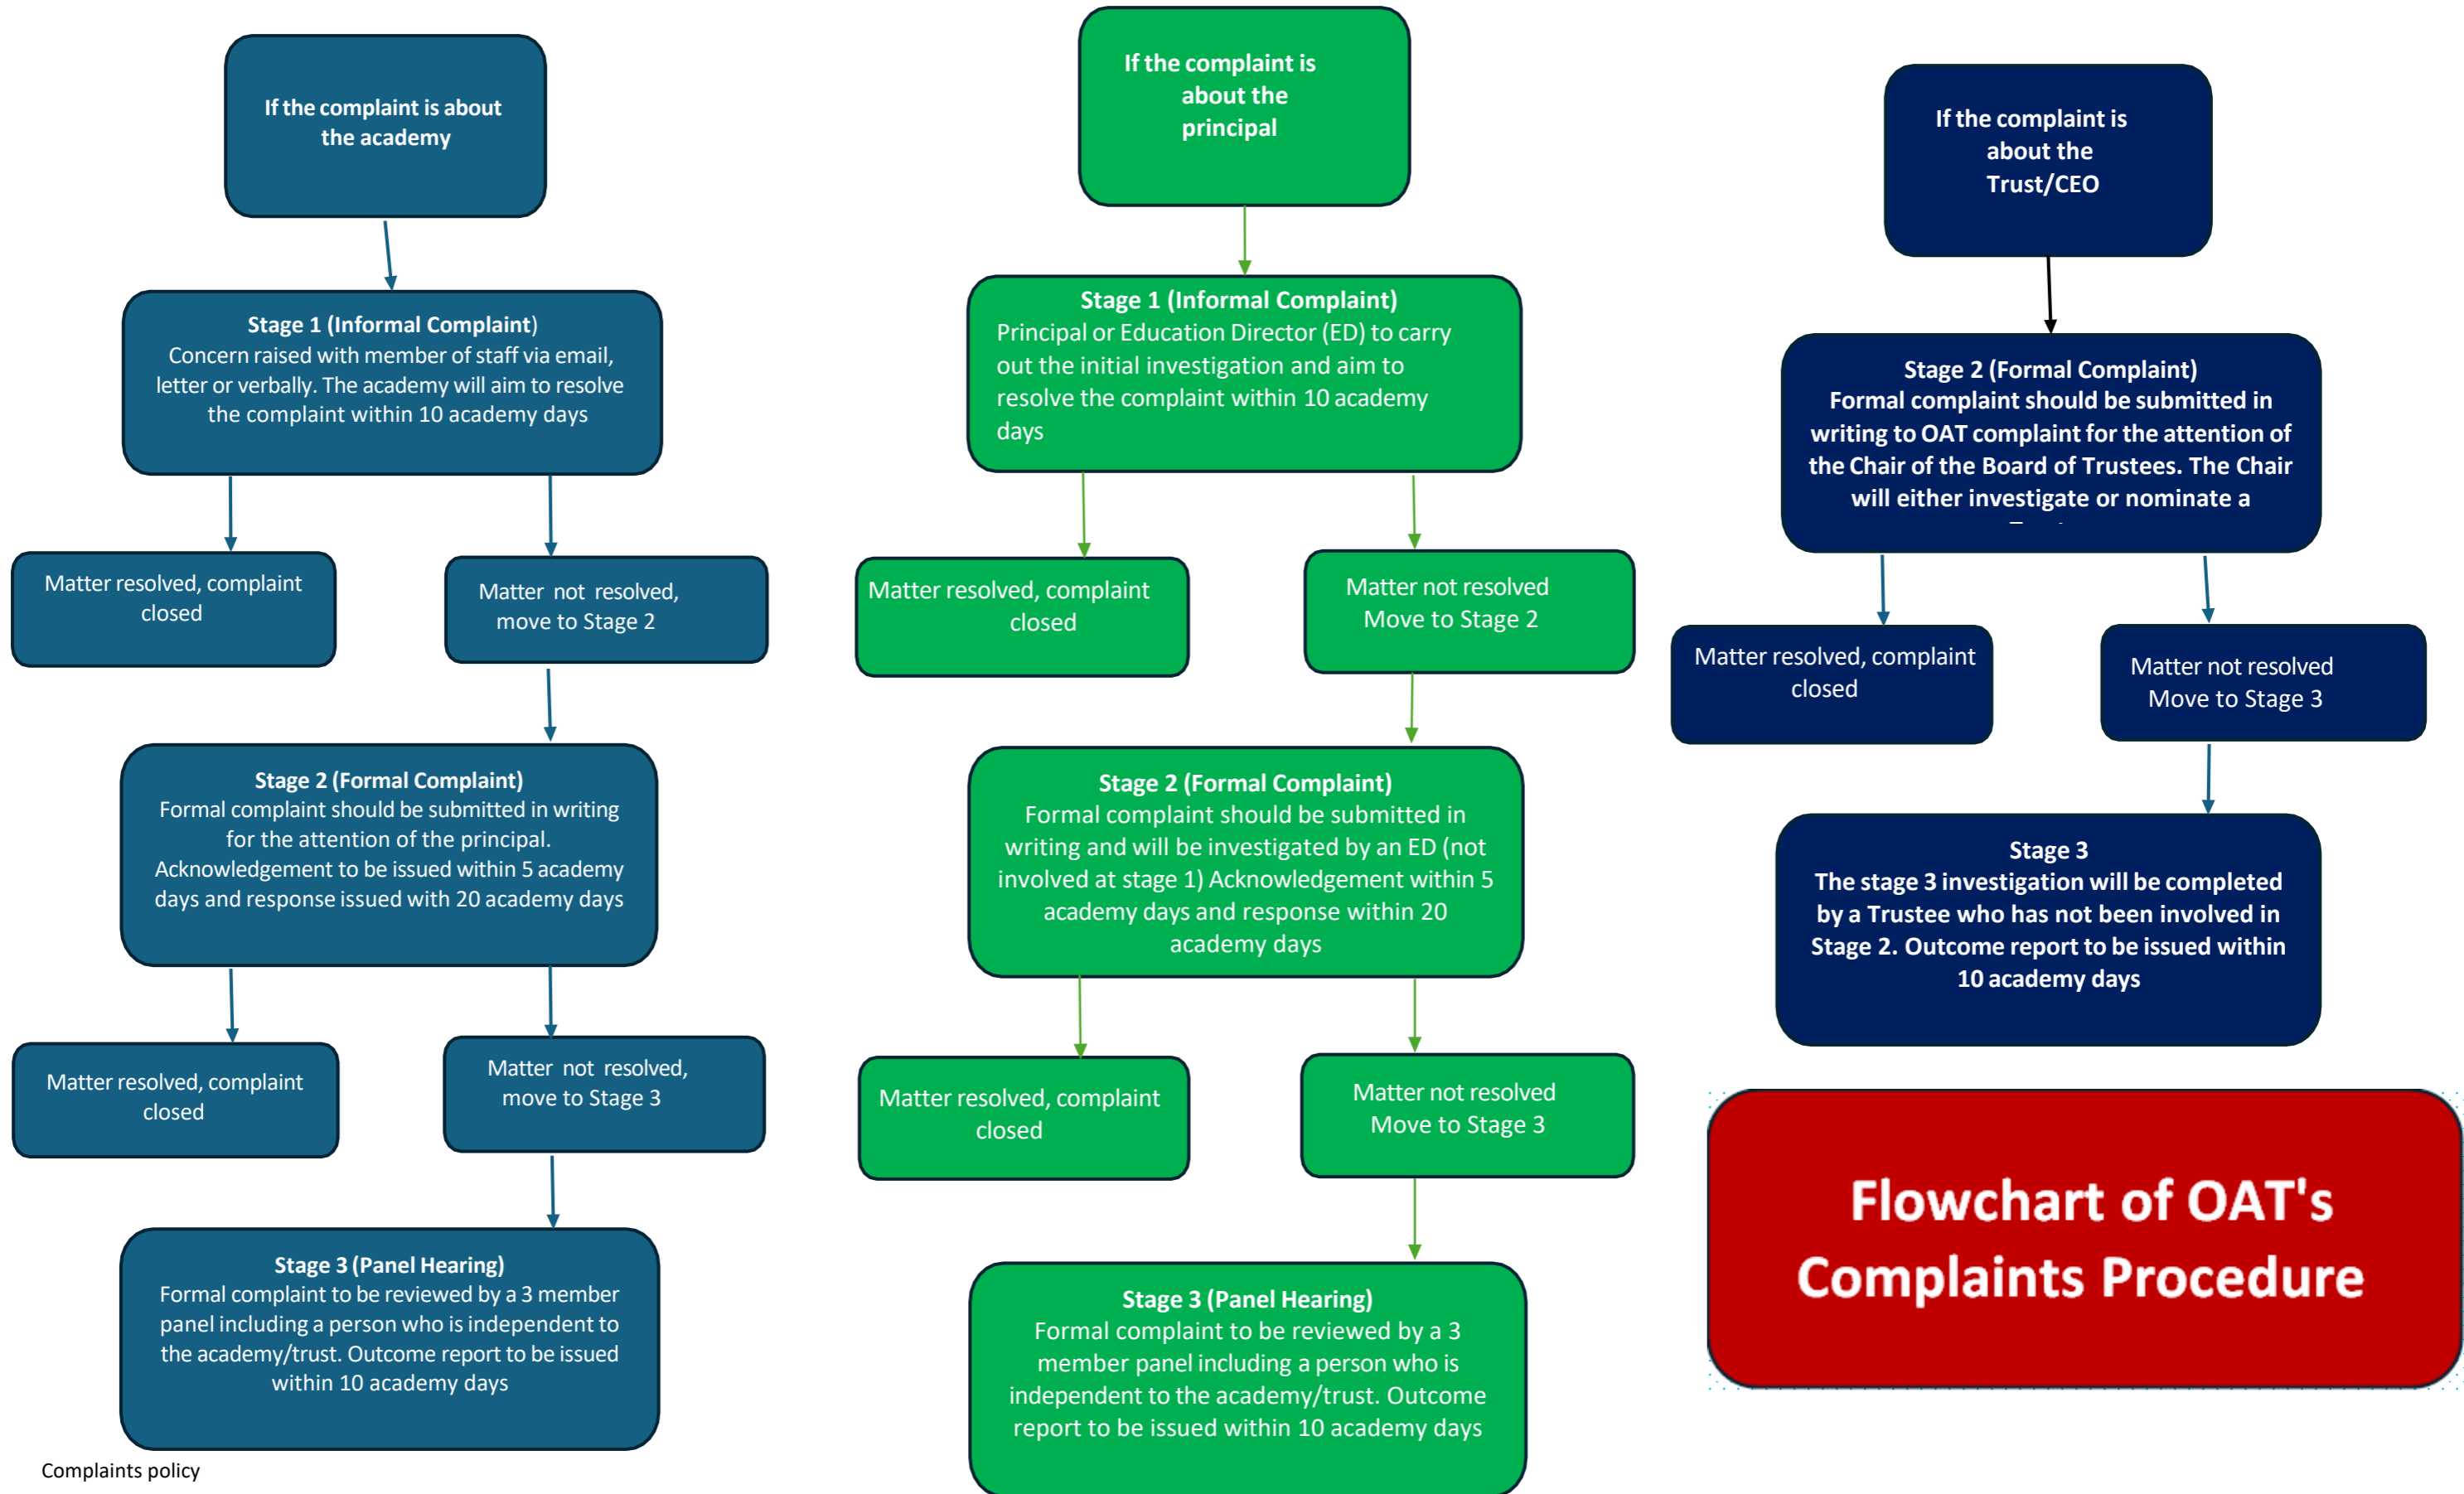 If the complaint is about
the academy
Stage 1 (Informal Complaint)
Concern raised with member of staff via email,
letter or verbally. The academy will aim to resolve
the complaint within 10 academy days
Matter resolved, complaint
closed
Matter not resolved,
move to Stage 2
Stage 2 (Formal Complaint)
Formal complaint should be submitted in writing
for the attention of the principal.
Acknowledgement to be issued within 5 academy
days and response issued with 20 academy days
Matter resolved, complaint
closed
Matter not resolved,
move to Stage 3
Stage 3 (Panel Hearing)
Formal complaint to be reviewed by a 3 member
panel including a person who is independent to
the academy/trust. Outcome report to be issued
within 10 academy days
If the complaint is
about the
principal
Stage 1 (Informal Complaint)
Principal or Education Director (ED) to carry
out the initial investigation and aim to
resolve the complaint within 10 academy
days
Matter resolved, complaint
closed
Matter not resolved
Move to Stage 2
Stage 2 (Formal Complaint)
Formal complaint should be submitted in
writing and will be investigated by an ED (not
involved at stage 1) Acknowledgement within 5
academy days and response within 20
academy days
Matter resolved, complaint
closed
Matter not resolved
Move to Stage 3
Stage 3 (Panel Hearing)
Formal complaint to be reviewed by a 3
member panel including a person who is
independent to the academy/trust. Outcome
report to be issued within 10 academy days
If the complaint is
about the
Trust/CEO
Stage 2 (Formal Complaint)
Formal complaint should be submitted in
writing to OAT complaint for the attention of
the Chair of the Board of Trustees. The Chair
will either investigate or nominate a
Matter resolved, complaint
closed
Matter not resolved
Move to Stage 3
Stage 3
The stage 3 investigation will be completed
by a Trustee who has not been involved in
Stage 2. Outcome report to be issued within
10 academy days
Flowchart of OAT's
Complaints Procedure
Complaints policy